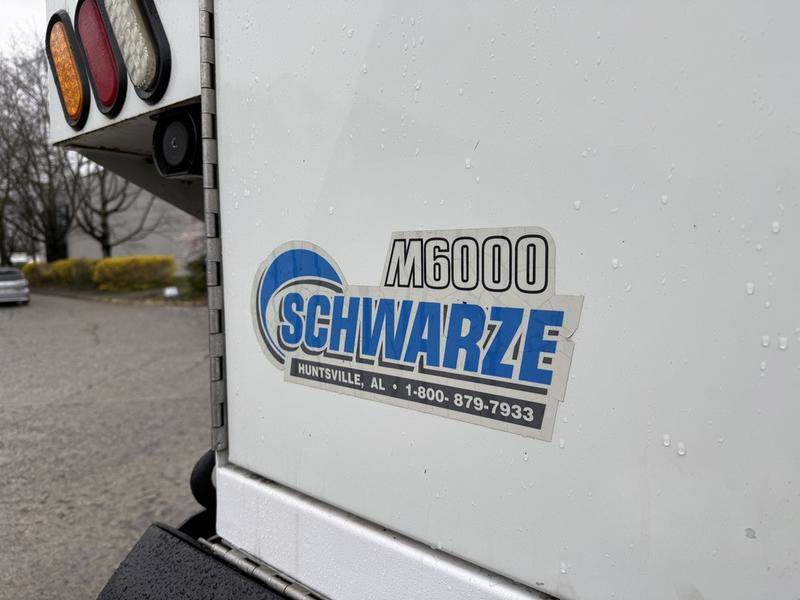 M6000
SCHWARZE
HUNTSVILLE, AL • 1-800- 879-7933